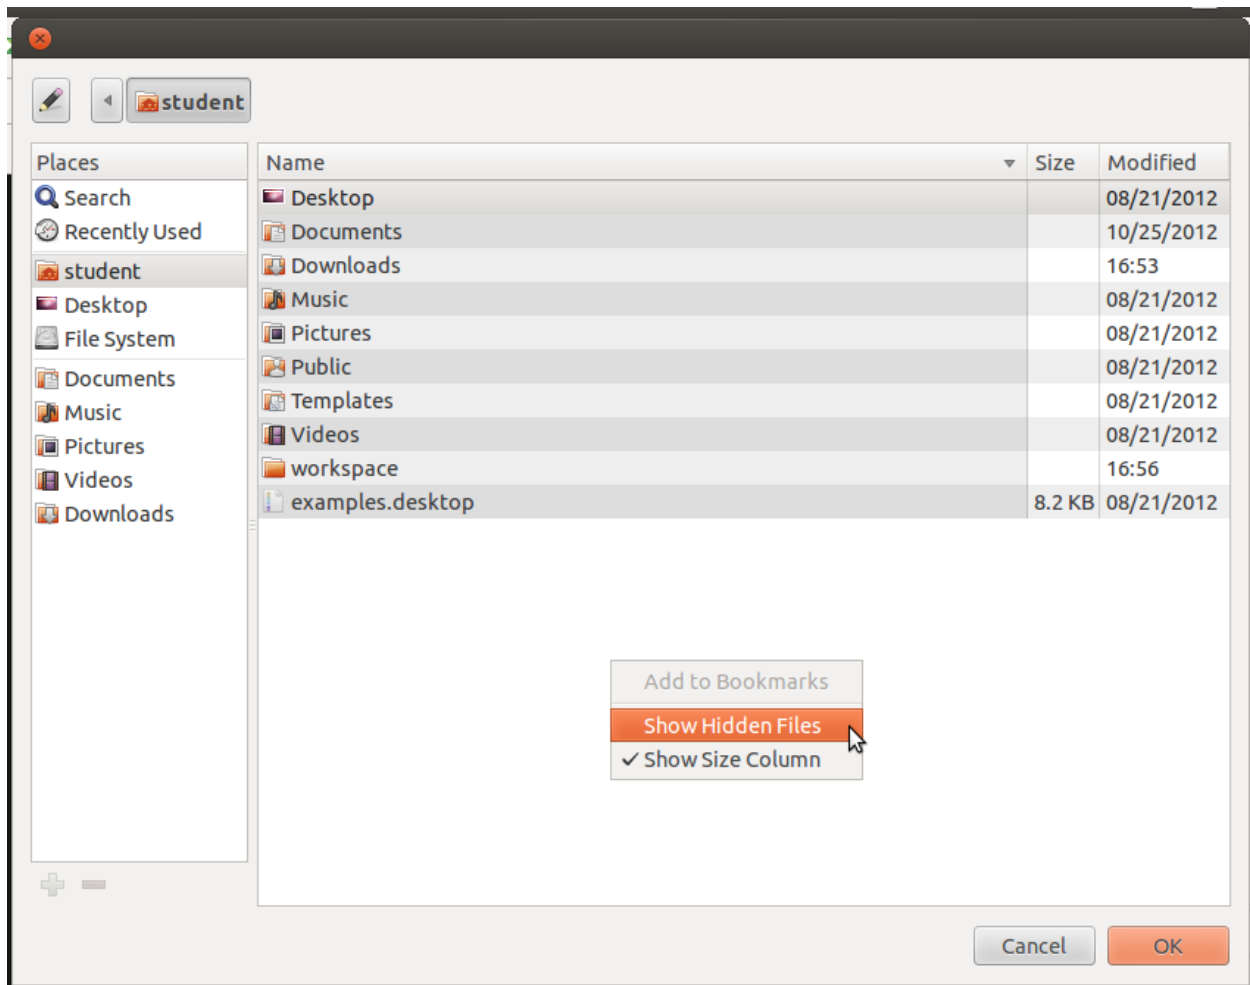 student
Places
Search
Recently Used
student
Desktop
File System
Documents
Music
Pictures
Videos
Downloads
Name Size Modified
Desktop 08/21/2012
Documents 10/25/2012
Downloads 16:53
Music 08/21/2012
Pictures 08/21/2012
Public 08/21/2012
Templates 08/21/2012
Videos 08/21/2012
workspace 16:56
examples.desktop 8.2 KB 08/21/2012
Add to Bookmarks
Show Hidden Files
Show Size Column
Cancel OK